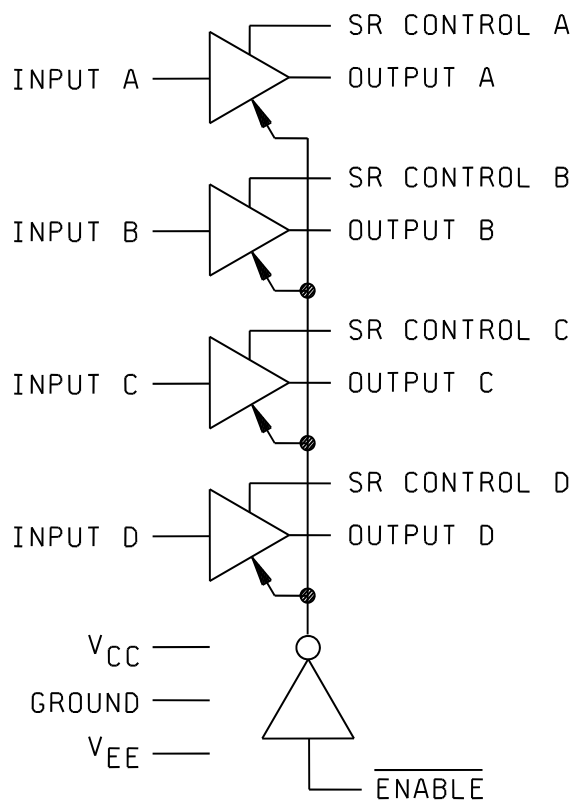 SR CONTROL A
INPUT A
OUTPUT A
SR CONTROL B
INPUT B
OUTPUT B
SR CONTROL C
INPUT C
OUTPUT C
SR CONTROL D
INPUT D
OUTPUT D
VCC
GROUND
VEE
ENABLE